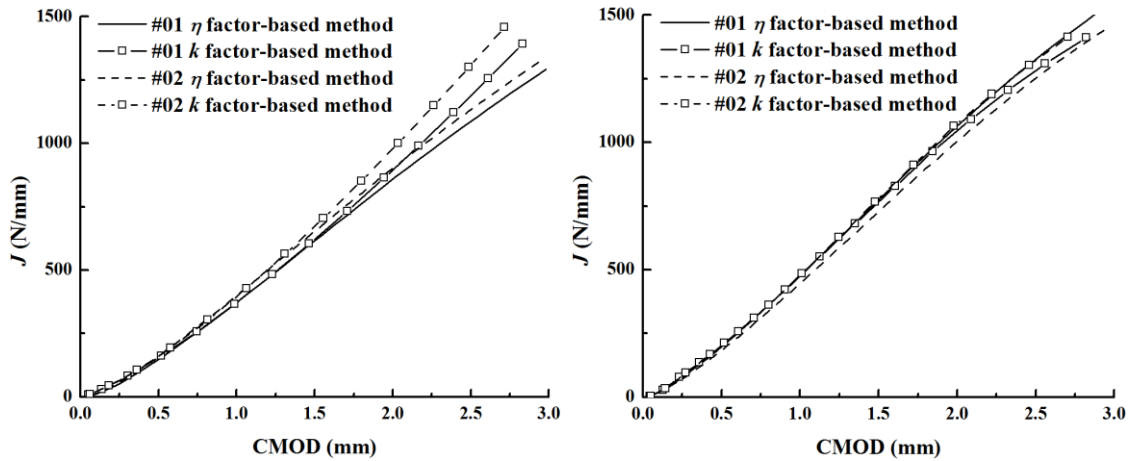 1500
1000
500
0
J (N/mm)
#01 η factor-based method
#01 k factor-based method
#02 η factor-based method
#02 k factor-based method
0.0 0.5 1.0 1.5 2.0 2.5 3.0
CMOD (mm)
1500
1000
500
0
J (N/mm)
#01 η factor-based method
#01 k factor-based method
#02 η factor-based method
#02 k factor-based method
0.0 0.5 1.0 1.5 2.0 2.5 3.0
CMOD (mm)